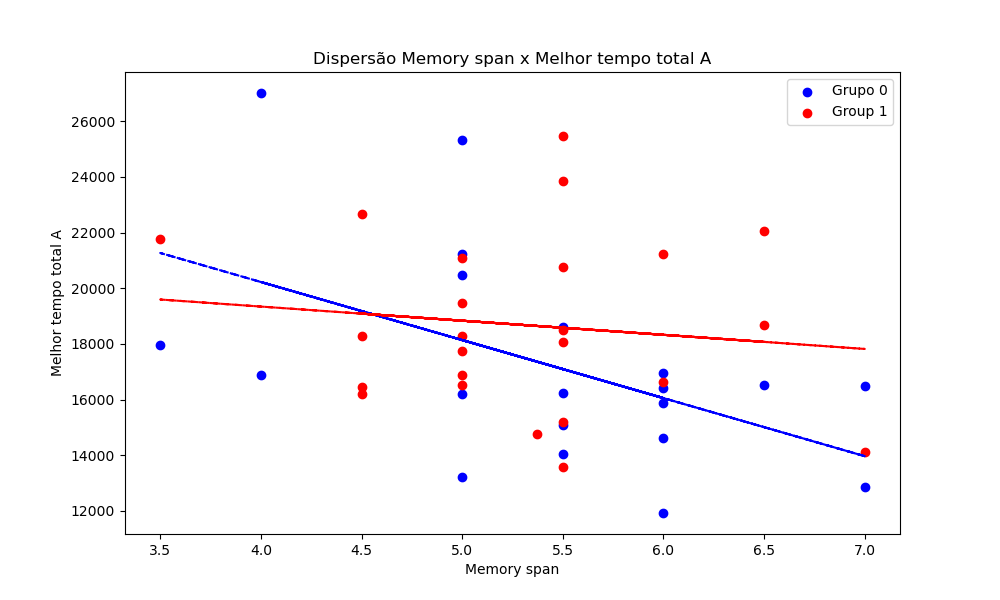 Dispersão Memory span x Melhor tempo total A
Grupo 0
Group 1
Melhor tempo total A
26000
24000
22000
20000
18000
16000
14000
12000
3.5 4.0 4.5 5.0 5.5 6.0 6.5 7.0
Memory span